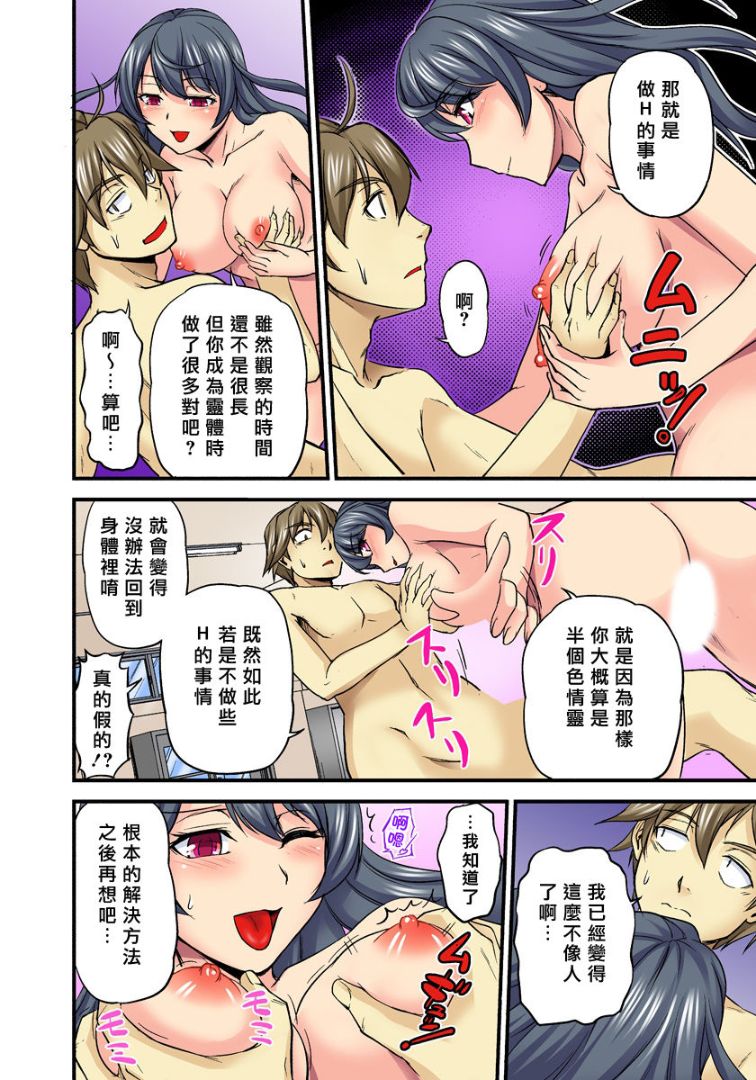 那就是
做H的事情
啊?
ムニッ!
雖然觀察的時間
還不是很長
但你成為靈體時
做了很多對吧?
啊～…算吧…
スリ
就是因為那樣
你大概算是
半個色情靈
スリ
スリ
既然如此
若是不做些
H的事情
就會變得
沒辦法回到
身體裡唷
真的假的!?
我已經變得
這麼不像人
了啊…
…我知道了
啊嗯
ムニュッ!
根本的解決方法
之後再想吧…
モミ
モミ